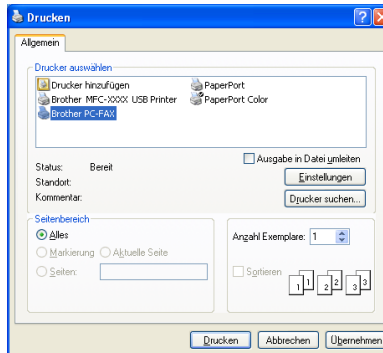 Drucken
Allgemein
Drucker auswählen
Drucker hinzufügen
Brother MFC-XXXX USB Printer
Brother PC-FAX
PaperPort
PaperPort Color
Status: Bereit
Standort:
Kommentar:
Ausgabe in Datei umleiten
Einstellungen
Drucker suchen...
Seitenbereich
Alles
Markierung Aktuelle Seite
Seiten:
Anzahl Exemplare: 1
Sortieren
1 1 2 2 3 3
Drucken Abbrechen Übernehmen